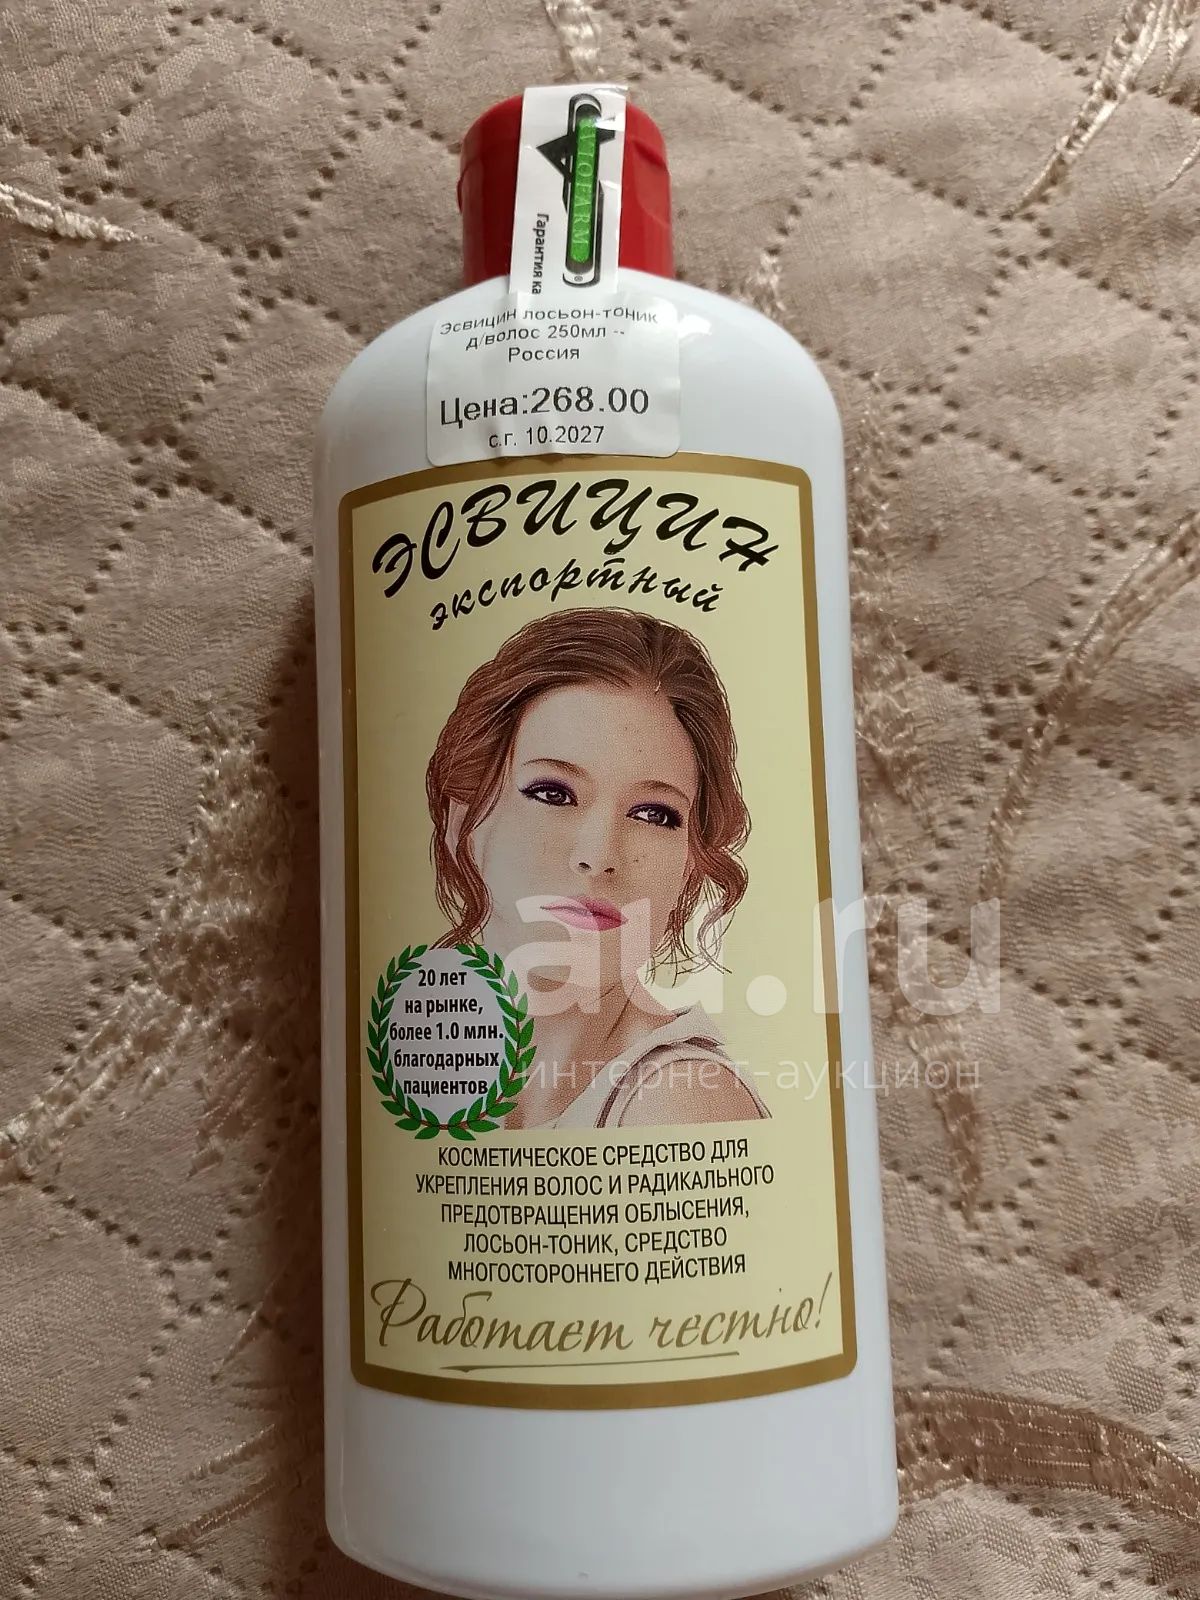 VITOFARM
®
Гарантия ка
Эсвицин лосьон-тоник
д/волос 250мл --
Россия
Цена:268.00
с.г. 10.2027
ЭСВИЦИН
экспортный
20 лет
на рынке,
более 1.0 млн.
благодарных
пациентов
au.ru
интернет-аукцион
КОСМЕТИЧЕСКОЕ СРЕДСТВО ДЛЯ
УКРЕПЛЕНИЯ ВОЛОС И РАДИКАЛЬНОГО
ПРЕДОТВРАЩЕНИЯ ОБЛЫСЕНИЯ,
ЛОСЬОН-ТОНИК, СРЕДСТВО
МНОГОСТОРОННЕГО ДЕЙСТВИЯ
Работает честно!